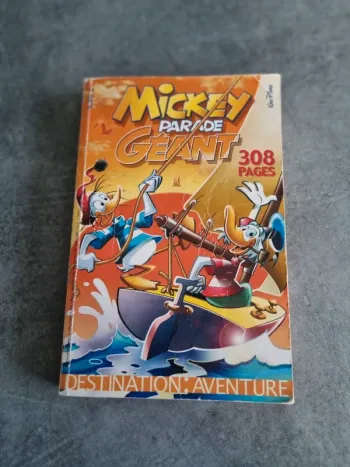 MICKEY
PARADE
GÉANT
308
PAGES
DESTINATION : AVENTURE